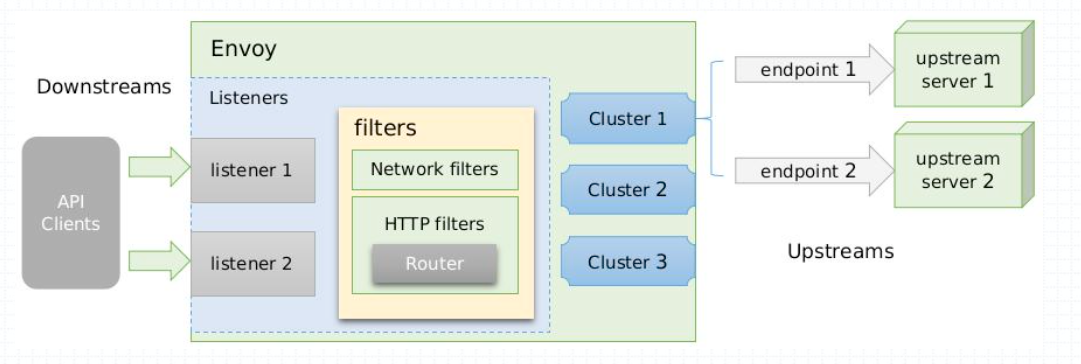 Envoy
Downstreams
Listeners
API
Clients
listener 1
listener 2
filters
Network filters
HTTP filters
Router
Cluster 1
Cluster 2
Cluster 3
endpoint 1
endpoint 2
upstream
server 1
upstream
server 2
Upstreams